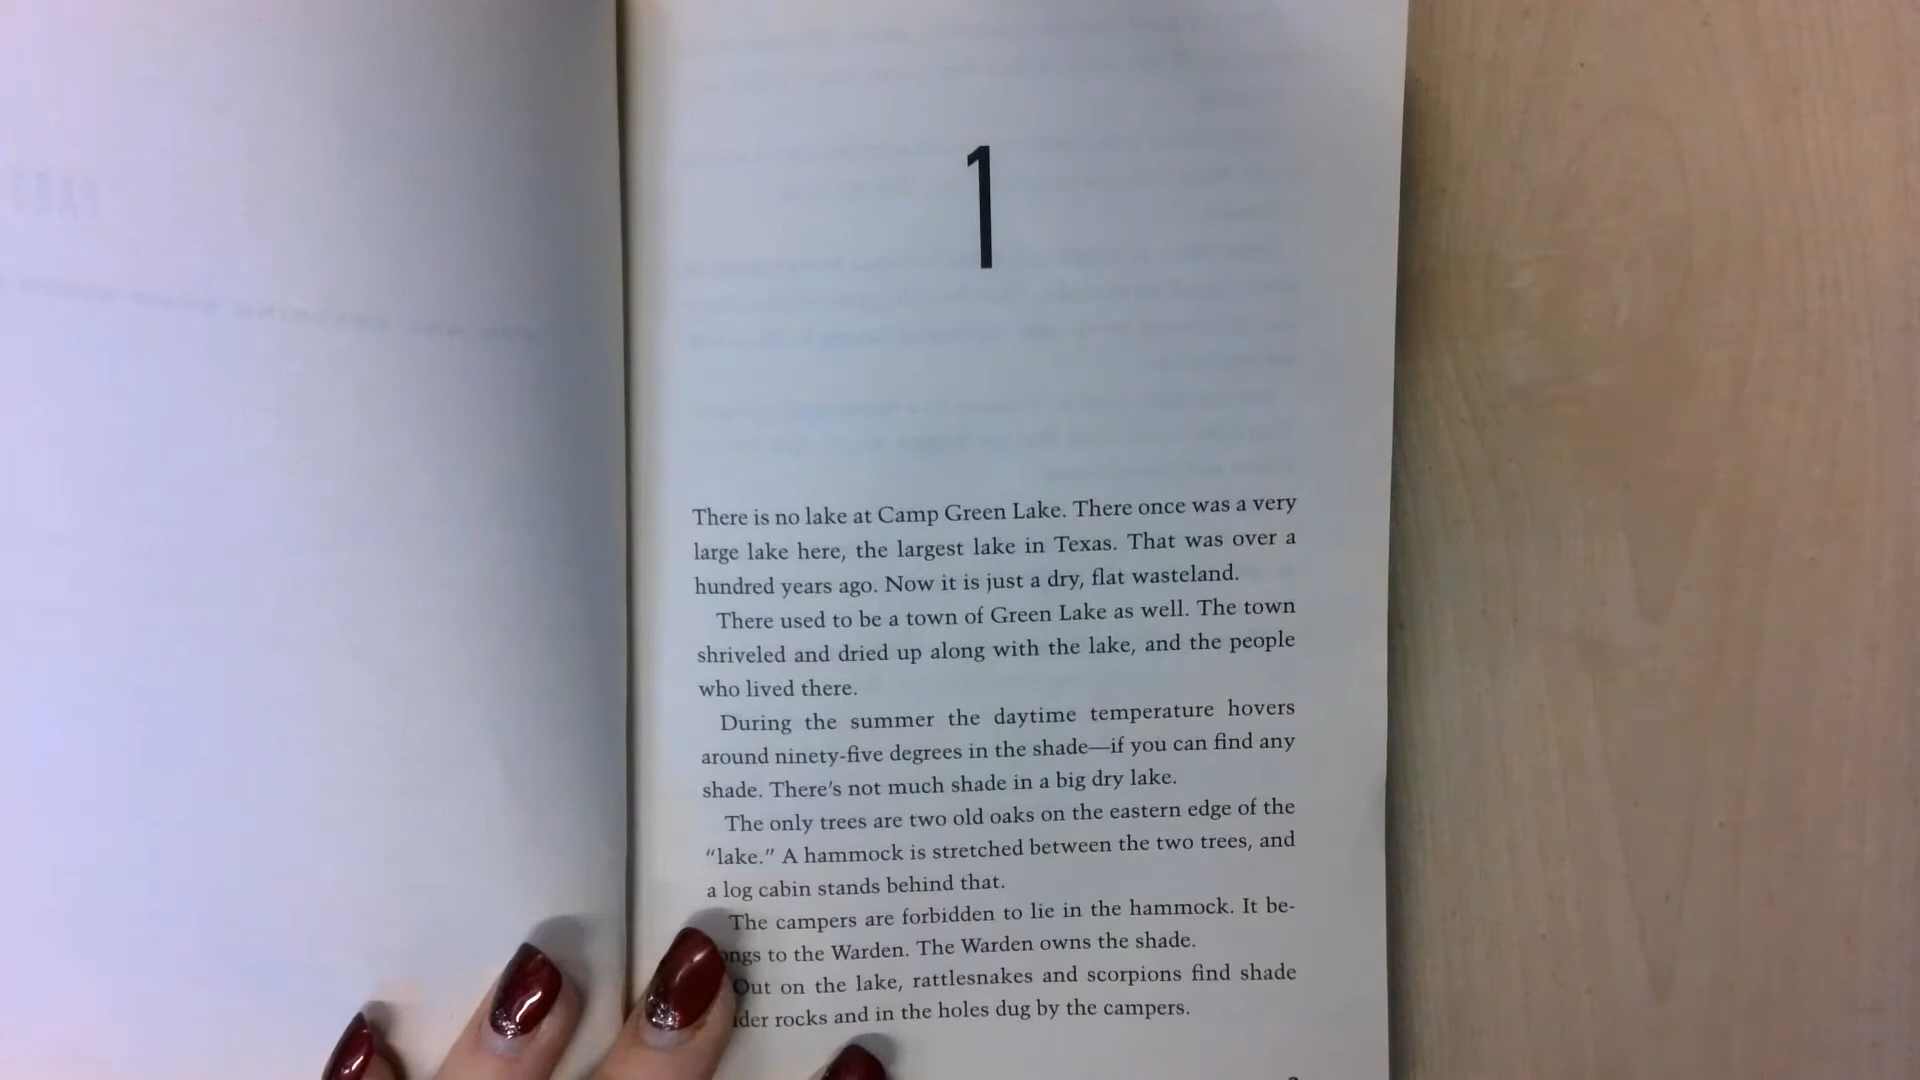 1
There is no lake at Camp Green Lake. There once was a very
large lake here, the largest lake in Texas. That was over a
hundred years ago. Now it is just a dry, flat wasteland.
There used to be a town of Green Lake as well. The town
shriveled and dried up along with the lake, and the people
who lived there.
During the summer the daytime temperature hovers
around ninety-five degrees in the shade—if you can find any
shade. There's not much shade in a big dry lake.
The only trees are two old oaks on the eastern edge of the
“lake.” A hammock is stretched between the two trees, and
a log cabin stands behind that.
The campers are forbidden to lie in the hammock. It be-
ongs to the Warden. The Warden owns the shade.
Out on the lake, rattlesnakes and scorpions find shade
der rocks and in the holes dug by the campers.